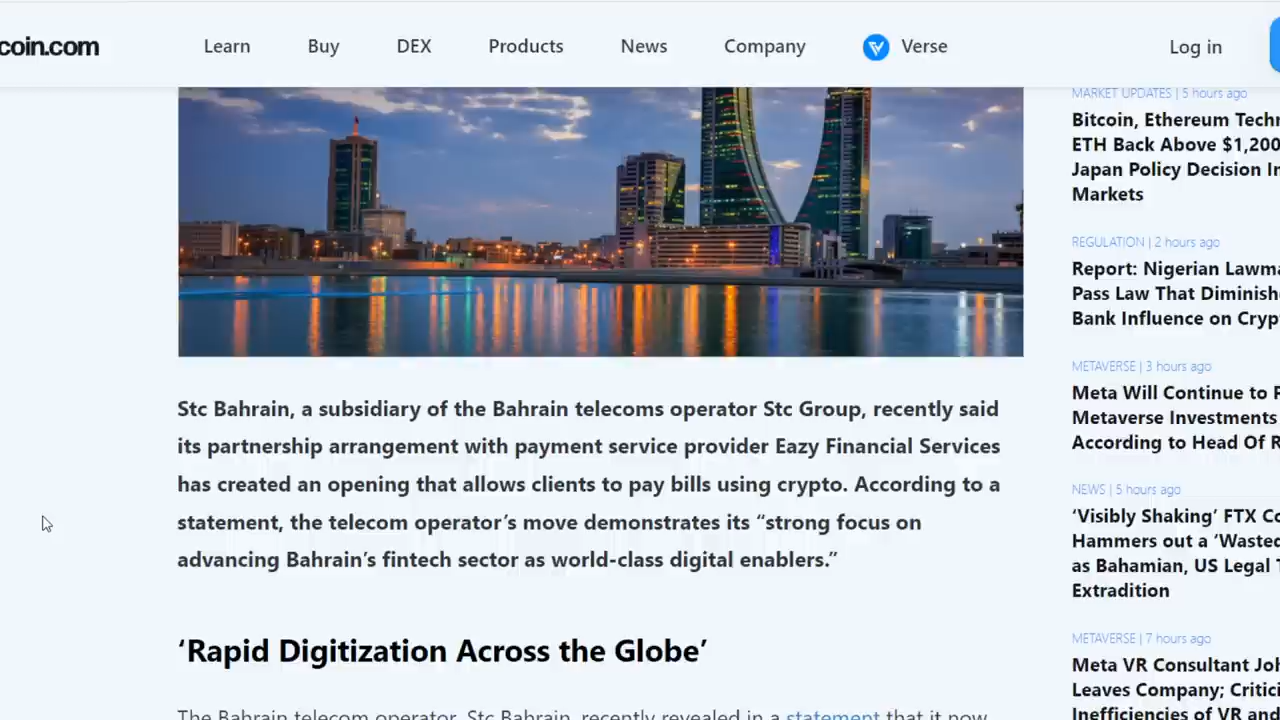 coin.com
Learn
Buy
DEX
Products
News
Company
Verse
Log in
Stc Bahrain, a subsidiary of the Bahrain telecoms operator Stc Group, recently said
its partnership arrangement with payment service provider Eazy Financial Services
has created an opening that allows clients to pay bills using crypto. According to a
statement, the telecom operator’s move demonstrates its “strong focus on
advancing Bahrain’s fintech sector as world-class digital enablers.”
‘Rapid Digitization Across the Globe’
The Bahrain telecom operator, Stc Bahrain, recently revealed in a statement that it now
MARKET UPDATES | 5 hours ago
Bitcoin, Ethereum Techn
ETH Back Above $1,200
Japan Policy Decision In
Markets
REGULATION | 2 hours ago
Report: Nigerian Lawma
Pass Law That Diminish
Bank Influence on Cryp
METAVERSE | 3 hours ago
Meta Will Continue to
Metaverse Investments
According to Head Of R
NEWS | 5 hours ago
‘Visibly Shaking’ FTX Co
Hammers out a ‘Wasted
as Bahamian, US Legal T
Extradition
METAVERSE | 7 hours ago
Meta VR Consultant Joh
Leaves Company; Critici
Inefficiencies of VR and